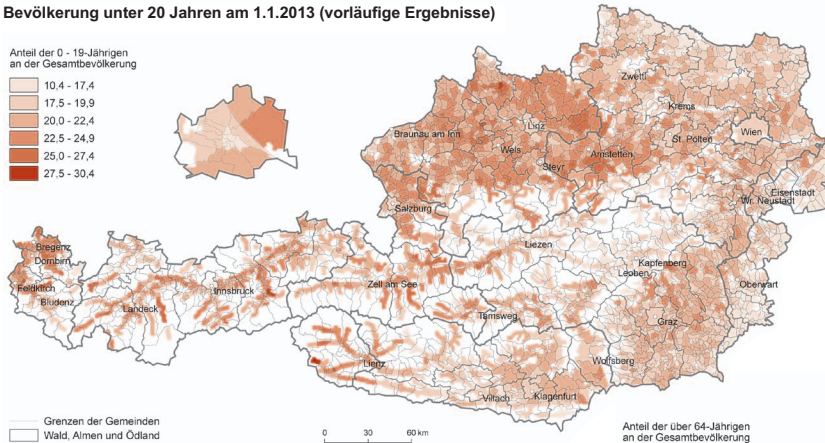 Bevölkerung unter 20 Jahren am 1.1.2013 (vorläufige Ergebnisse)
Anteil der 0 - 19-Jährigen
an der Gesamtbevölkerung
10,4 - 17,4
17,5 - 19,9
20,0 - 22,4
22,5 - 24,9
25,0 - 27,4
27,5 - 30,4
Zwettl
Krems
Linz
Braunau am Inn
Wien
St. Pölten
Wels
Amstetten
Steyr
Eisenstadt
Wr. Neustadt
Salzburg
Liezen
Bregenz
Dornbirn
Kapfenberg
Leoben
Zell am See
Oberwart
Feldkirch
Innsbruck
Bludenz
Landeck
Tamsweg
Graz
Lienz
Wolfsberg
Villach
Klagenfurt
Grenzen der Gemeinden
Wald, Almen und Ödland
0 30 60 km
Anteil der über 64-Jährigen
an der Gesamtbevölkerung